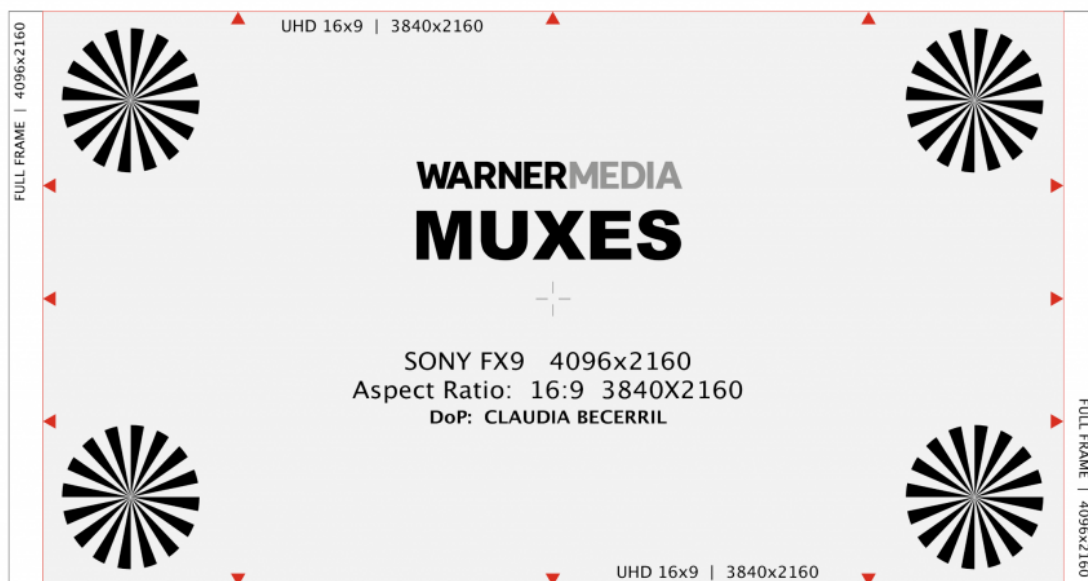 UHD 16x9 | 3840x2160
FULL FRAME | 4096x2160
WARNERMEDIA
MUXES
SONY FX9 4096x2160
Aspect Ratio: 16:9 3840X2160
DoP: CLAUDIA BECERRIL
FULL FRAME | 4096x2160
UHD 16x9 | 3840x2160